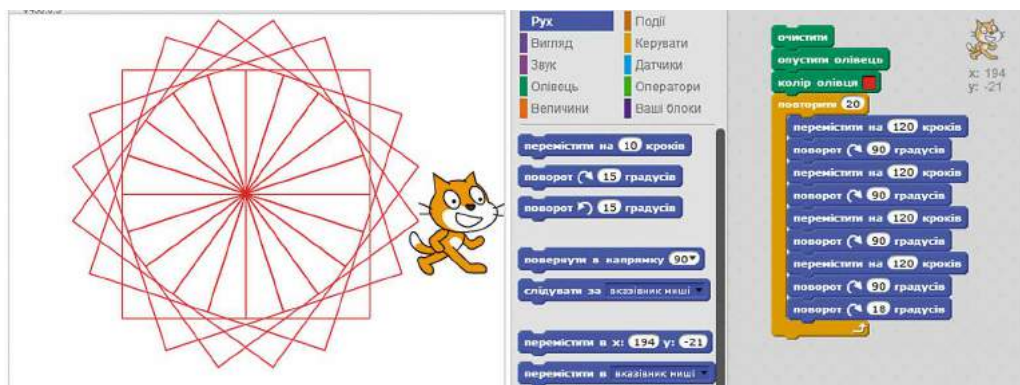 Рух
Події
Вигляд
Керувати
Звук
Датчики
Олівець
Оператори
Величини
Ваші блоки
перемістити на 10 кроків
поворот 15 градусів
поворот 15 градусів
повернути в напрямку 90
слідувати за вказівник миші
перемістити в x: 194 y: -21
перемістити в вказівник миші
очистити
опустити олівець
колір олівця
повторити 20
перемістити на 120 кроків
поворот 90 градусів
перемістити на 120 кроків
поворот 90 градусів
перемістити на 120 кроків
поворот 90 градусів
перемістити на 120 кроків
поворот 90 градусів
поворот 18 градусів
x: 194
y: -21